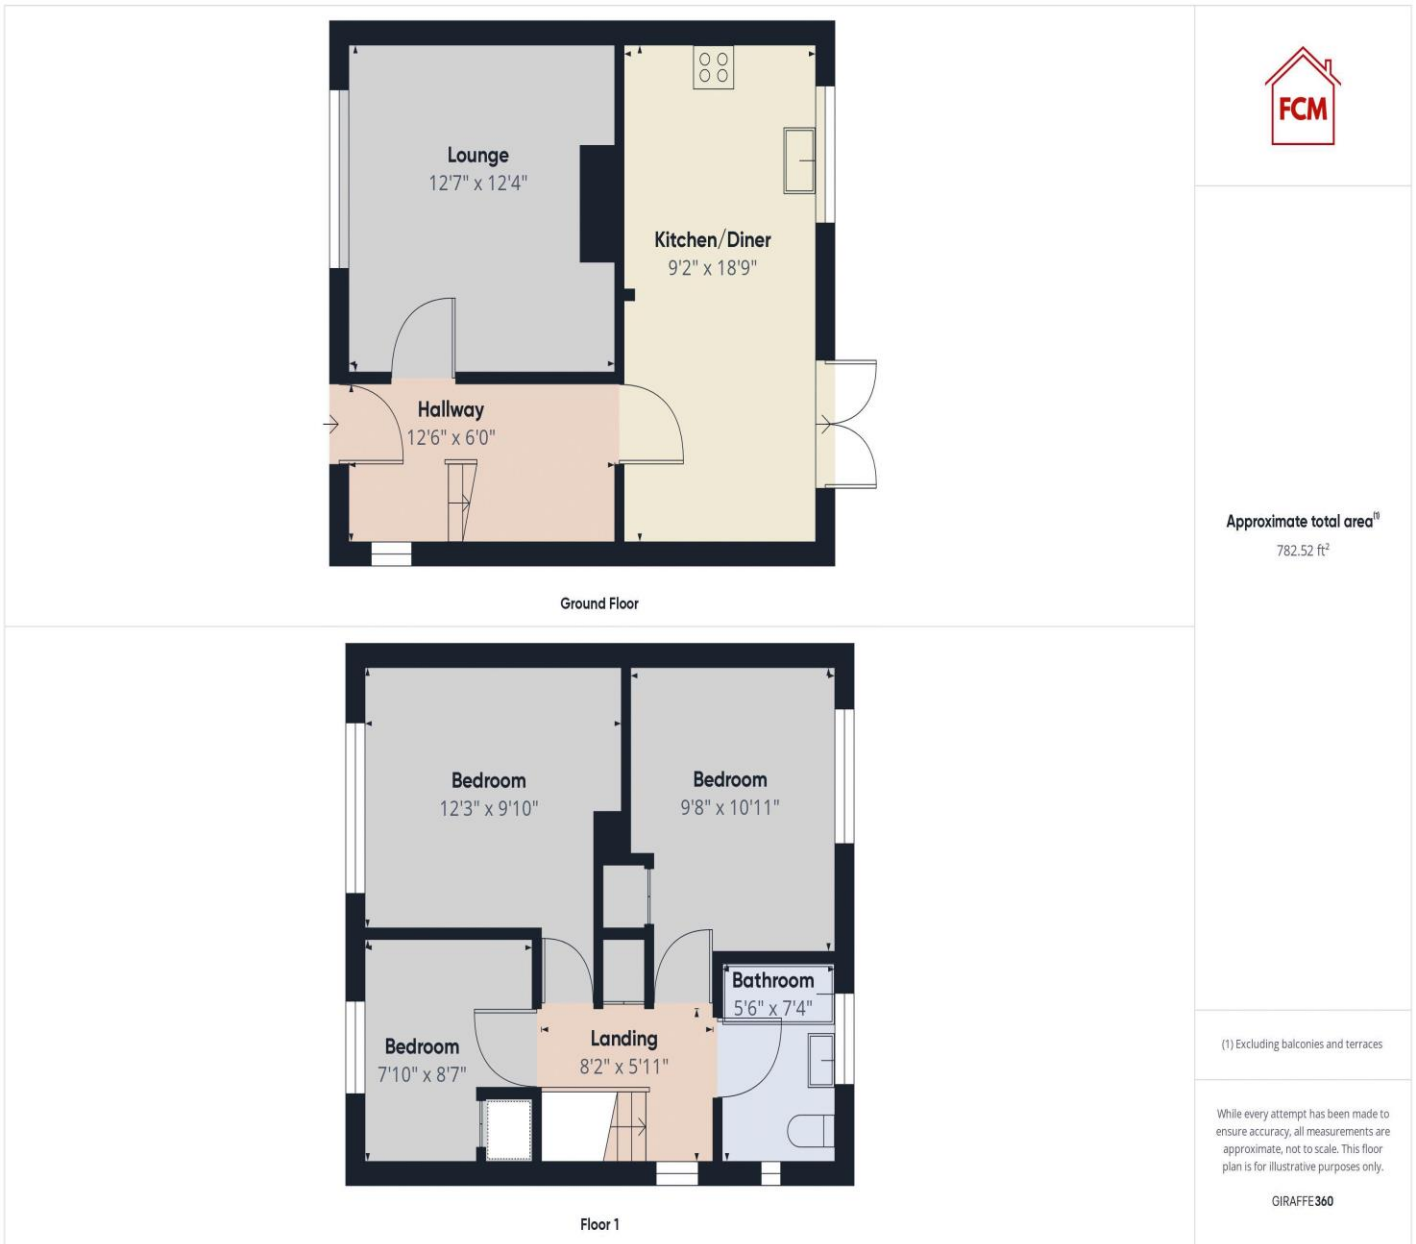 Lounge
12'7" x 12'4"
Kitchen/Diner
9'2" x 18'9"
Hallway
12'6" x 6'0"
Ground Floor
Bedroom
12'3" x 9'10"
Bedroom
9'8" x 10'11"
Bathroom
5'6" x 7'4"
Landing
8'2" x 5'11"
Bedroom
7'10" x 8'7"
Floor 1
FCM
Approximate total area(1)
782.52 ft²
(1) Excluding balconies and terraces
While every attempt has been made to
ensure accuracy, all measurements are
approximate, not to scale. This floor
plan is for illustrative purposes only.
GIRAFFE360